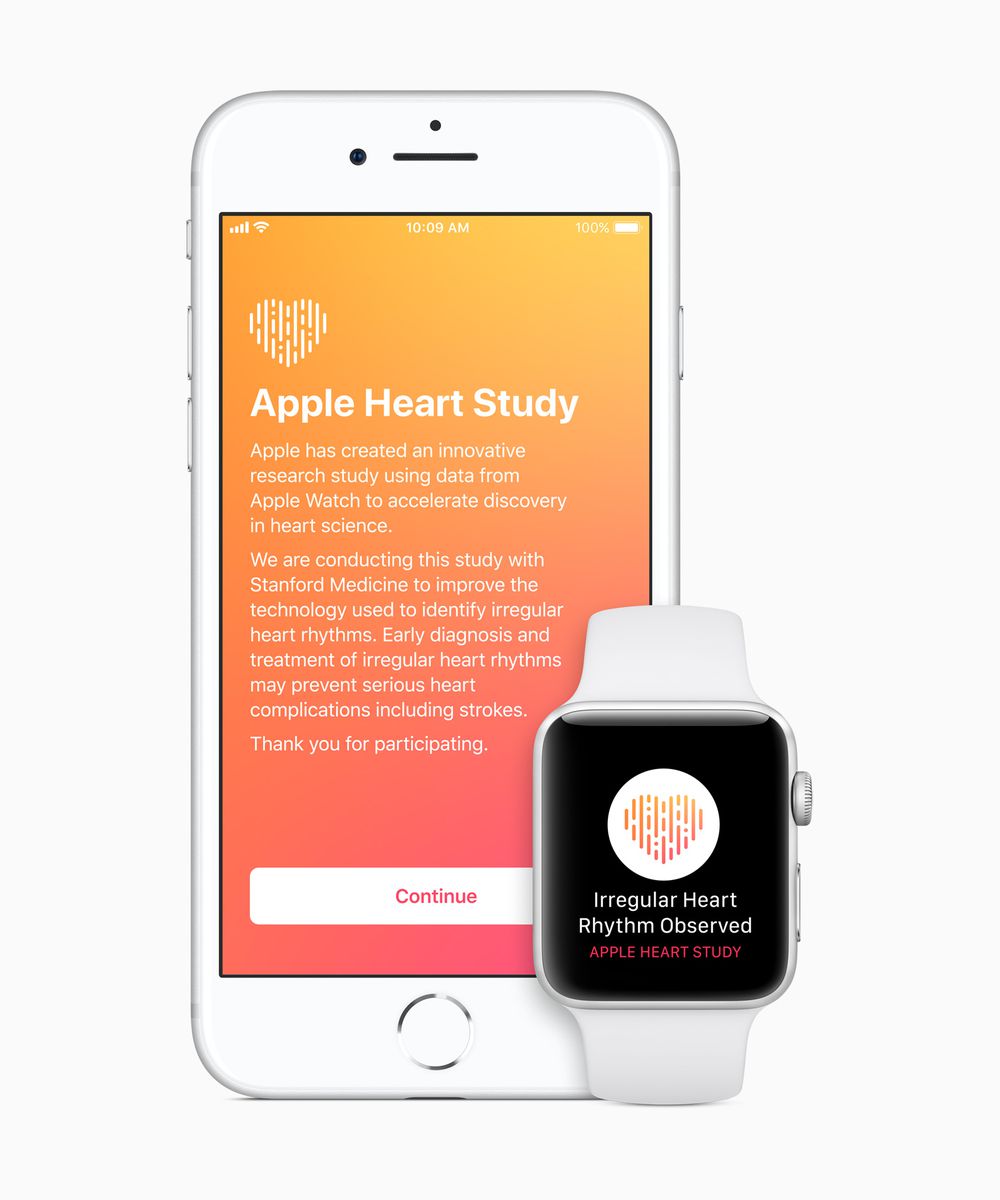 10:09 AM
100%
Apple Heart Study
Apple has created an innovative
research study using data from
Apple Watch to accelerate discovery
in heart science.
We are conducting this study with
Stanford Medicine to improve the
technology used to identify irregular
heart rhythms. Early diagnosis and
treatment of irregular heart rhythms
may prevent serious heart
complications including strokes.
Thank you for participating.
Continue
Irregular Heart
Rhythm Observed
APPLE HEART STUDY